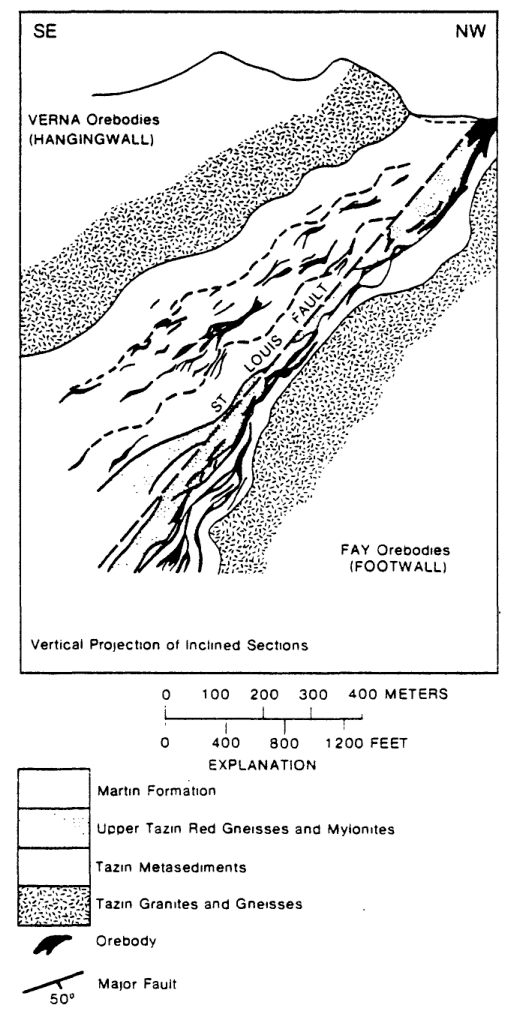 SE
NW
VERNA Orebodies
(HANGINGWALL)
ST LOUIS FAULT
FAY Orebodies
(FOOTWALL)
Vertical Projection of Inclined Sections
0 100 200 300 400 METERS
0 400 800 1200 FEET
EXPLANATION
Martin Formation
Upper Tazin Red Gneisses and Mylonites
Tazin Metasediments
Tazin Granites and Gneisses
Orebody
Major Fault
50°